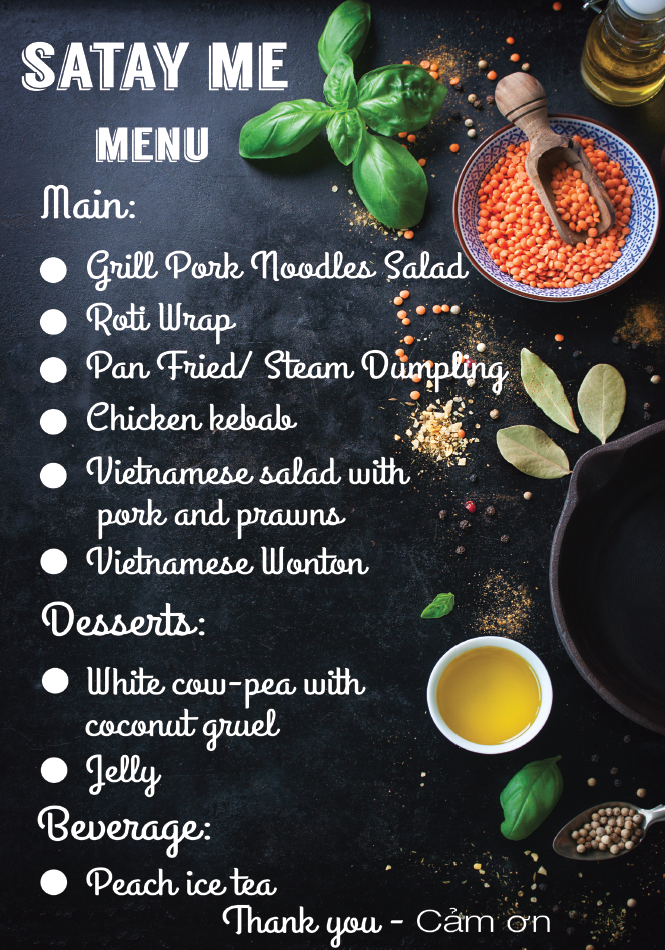 SATAY ME
MENU
Main:
Grill Pork Noodles Salad
Roti Wrap
Pan Fried/ Steam Dumpling
Chicken kebab
Vietnamese salad with
pork and prawns
Vietnamese Wonton
Desserts:
White cow-pea with
coconut gruel
Jelly
Beverage:
Peach ice tea
Thank you - Cảm ơn